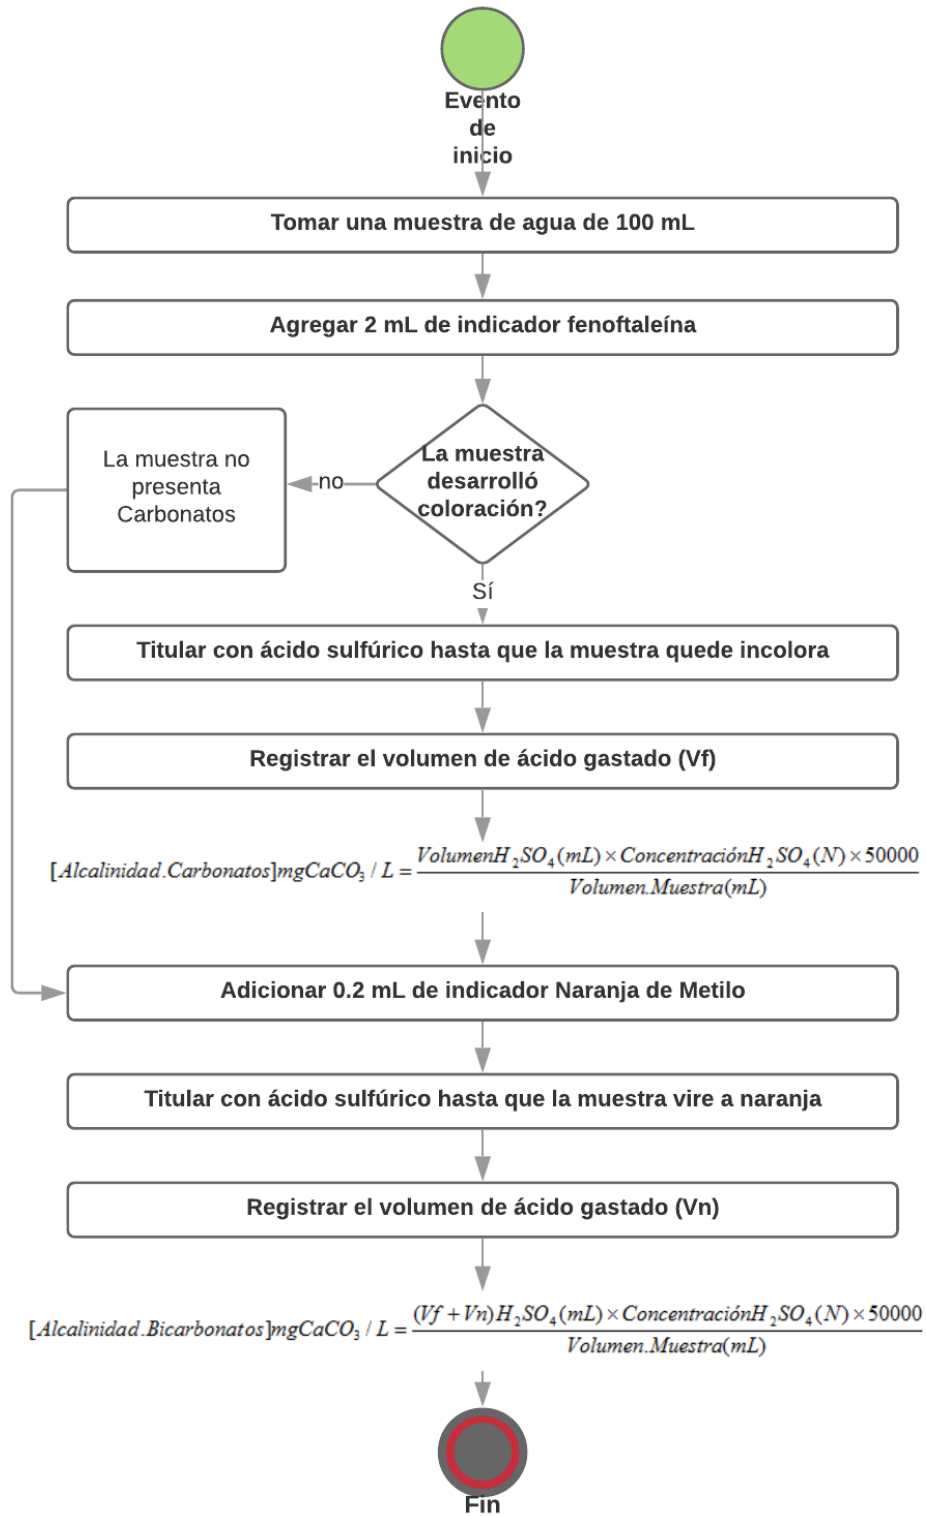 Evento
de
inicio
Tomar una muestra de agua de 100 mL
Agregar 2 mL de indicador fenoftaleína
La muestra
desarrolló
coloración?
no
La muestra no
presenta
Carbonatos
Sí
Titular con ácido sulfúrico hasta que la muestra quede incolora
Registrar el volumen de ácido gastado (Vf)
[Alcalinidad.Carbonatos]mgCaCO₃ / L = VolumenH₂SO₄(mL)×ConcentraciónH₂SO₄(N)×50000
Volumen.Muestra(mL)
Adicionar 0.2 mL de indicador Naranja de Metilo
Titular con ácido sulfúrico hasta que la muestra vire a naranja
Registrar el volumen de ácido gastado (Vn)
[Alcalinidad.Bicarbonatos]mgCaCO₃ / L = (Vf +Vn)H₂SO₄(mL)×ConcentraciónH₂SO₄(N)×50000
Volumen.Muestra(mL)
Fin